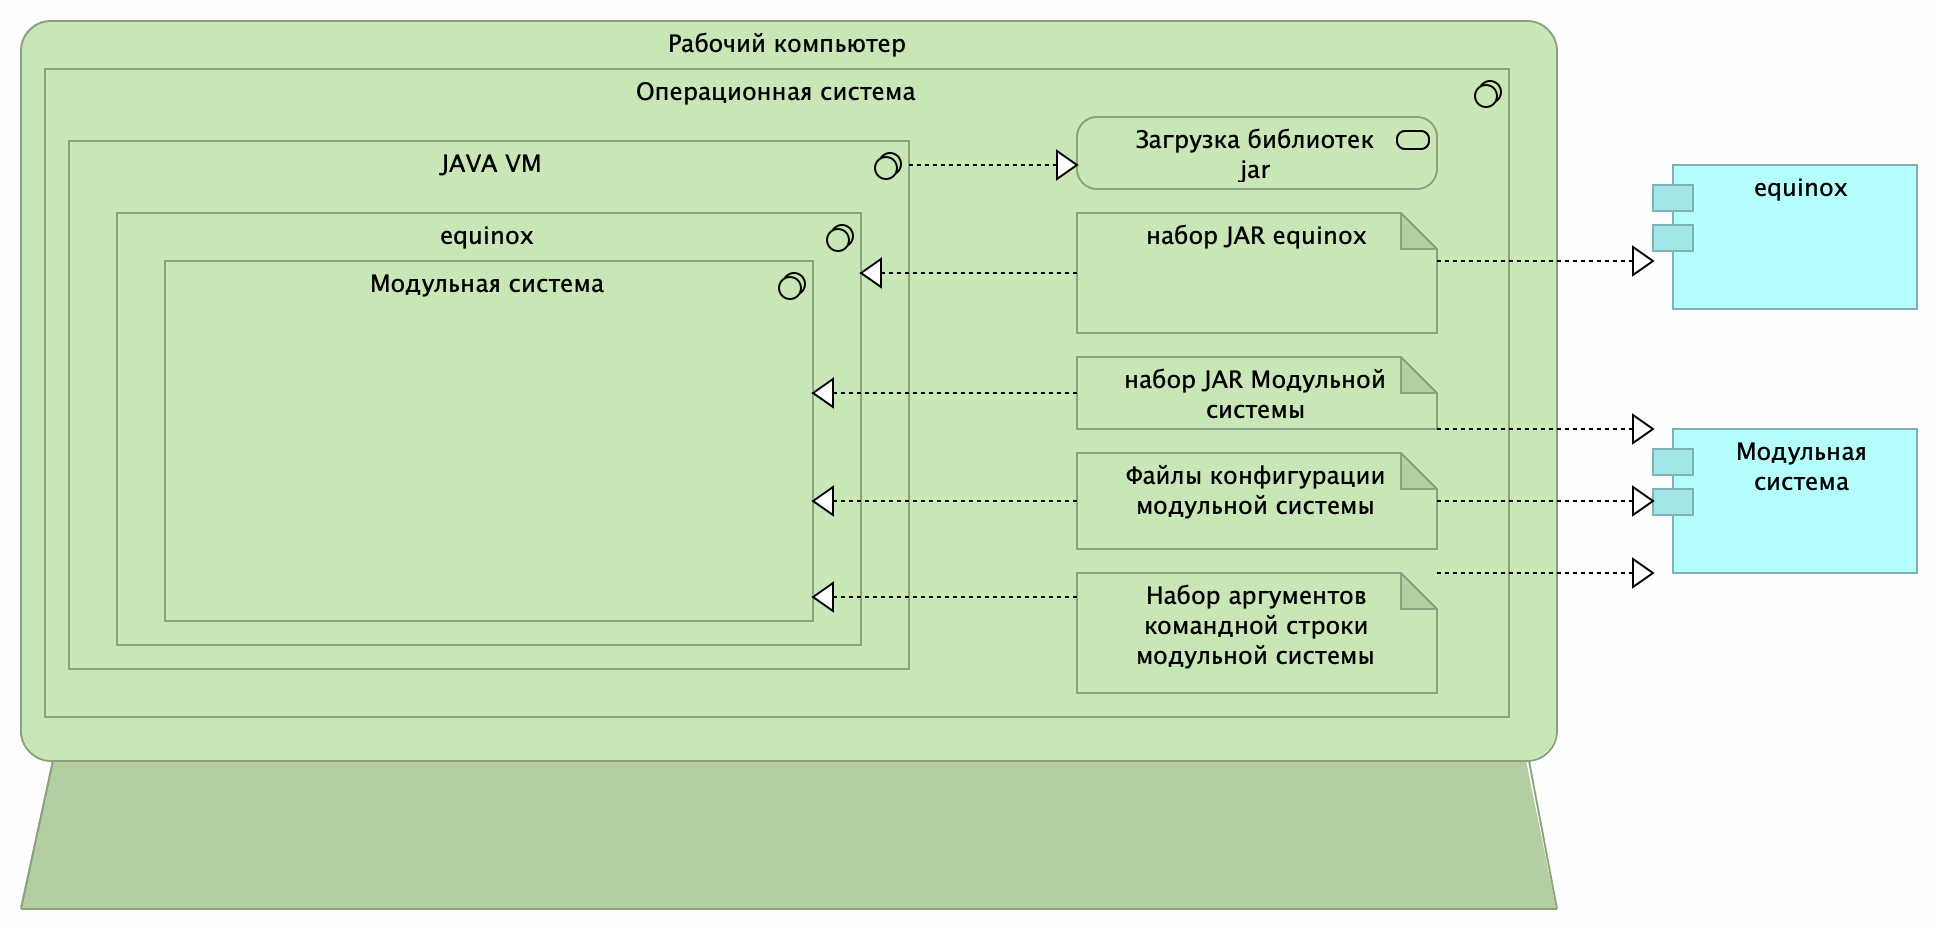 Рабочий компьютер
Операционная система
JAVA VM
equinox
Модульная система
Загрузка библиотек
jar
набор JAR equinox
набор JAR Модульной
системы
Файлы конфигурации
модульной системы
Набор аргументов
командной строки
модульной системы
equinox
Модульная
система